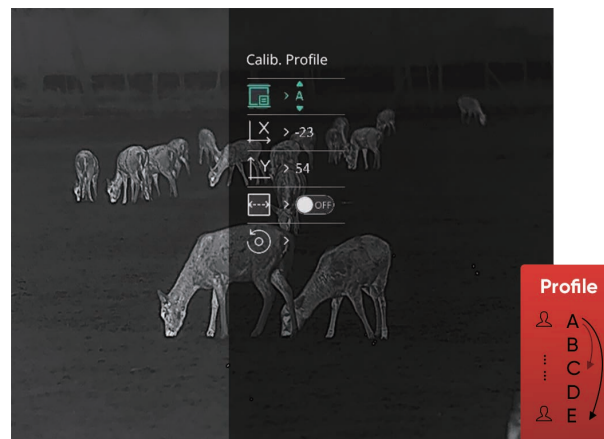 Calib. Profile
> A
X > -23
Y > 54
> OFF
>
Profile
A
B
C
D
E